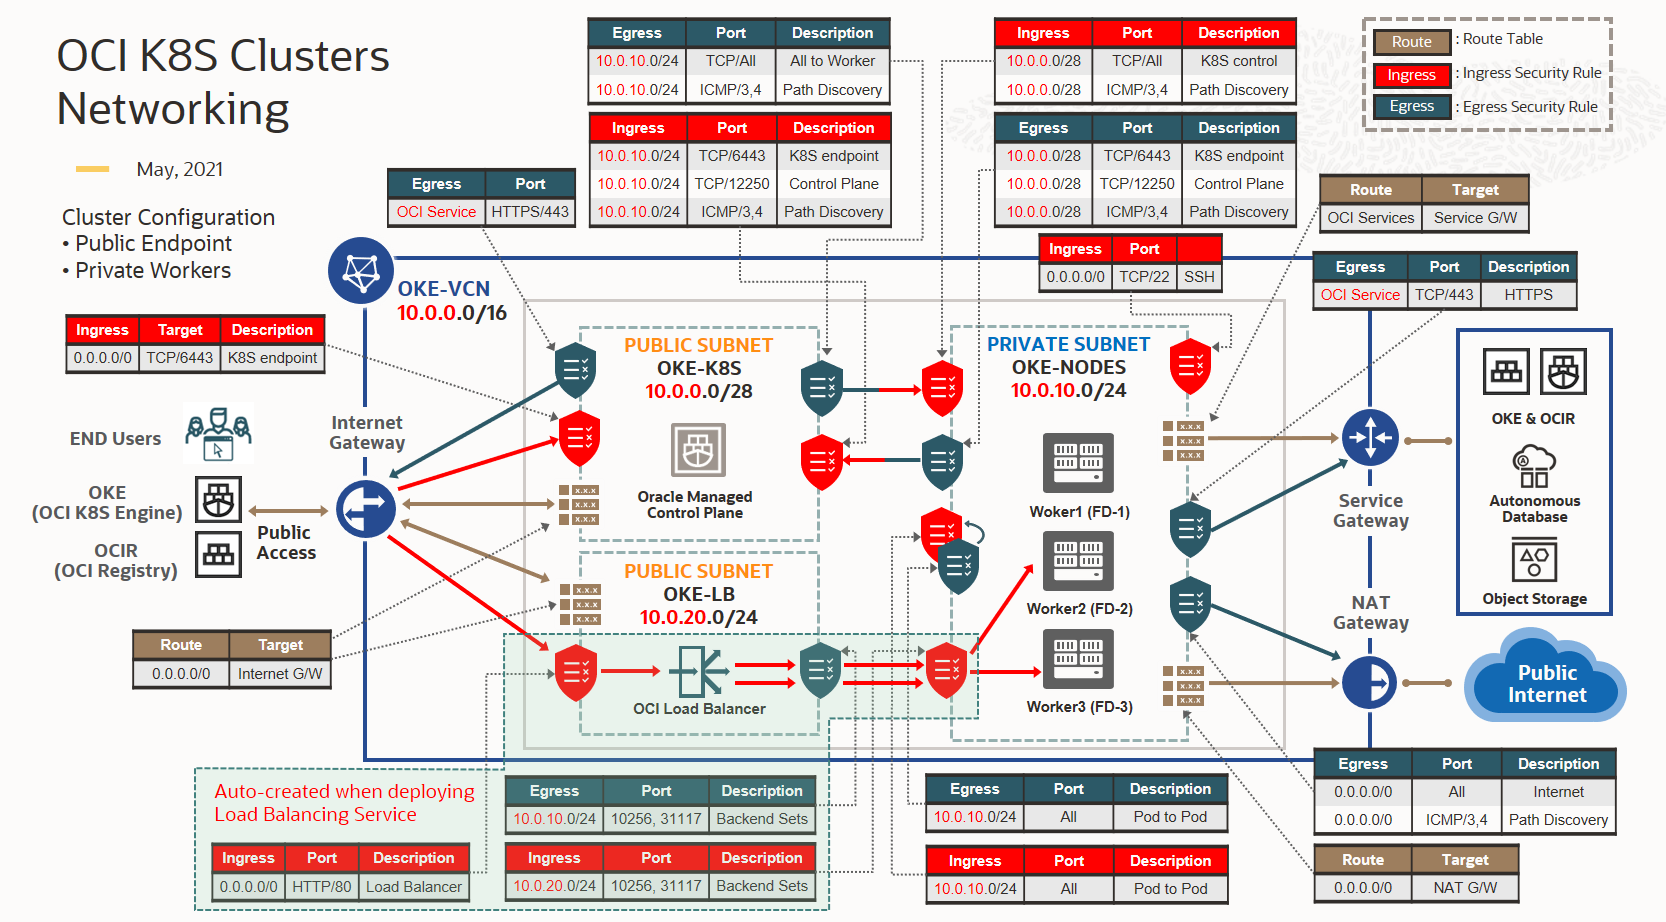 OCI K8S Clusters
Networking
May, 2021
Cluster Configuration
• Public Endpoint
• Private Workers
Egress Port Description
10.0.10.0/24 TCP/All All to Worker
10.0.10.0/24 ICMP/3,4 Path Discovery
Ingress Port Description
10.0.10.0/24 TCP/6443 K8S endpoint
10.0.10.0/24 TCP/12250 Control Plane
10.0.10.0/24 ICMP/3,4 Path Discovery
Ingress Port Description
10.0.0.0/28 TCP/All K8S control
10.0.0.0/28 ICMP/3,4 Path Discovery
Egress Port Description
10.0.0.0/28 TCP/6443 K8S endpoint
10.0.0.0/28 TCP/12250 Control Plane
10.0.0.0/28 ICMP/3,4 Path Discovery
Route : Route Table
Ingress : Ingress Security Rule
Egress : Egress Security Rule
Egress Port
OCI Service HTTPS/443
Route Target
OCI Services Service G/W
Ingress Port
0.0.0.0/0 TCP/22 SSH
Egress Port Description
OCI Service TCP/443 HTTPS
OKE-VCN
10.0.0.0/16
Ingress Target Description
0.0.0.0/0 TCP/6443 K8S endpoint
PUBLIC SUBNET
OKE-K8S
10.0.0.0/28
PRIVATE SUBNET
OKE-NODES
10.0.10.0/24
END Users
Internet
Gateway
OKE
(OCI K8S Engine)
OCIR
(OCI Registry)
Public
Access
Oracle Managed
Control Plane
x.x.x
x.x.x
x.x.x
x.x.x
x.x.x
x.x.x
x.x.x
x.x.x
x.x.x
Woker1 (FD-1)
Worker2 (FD-2)
Worker3 (FD-3)
Service
Gateway
NAT
Gateway
OKE & OCIR
A
Autonomous
Database
Object Storage
Public
Internet
PUBLIC SUBNET
OKE-LB
10.0.20.0/24
x.x.x
x.x.x
x.x.x
OCI Load Balancer
Route Target
0.0.0.0/0 Internet G/W
Auto-created when deploying
Load Balancing Service
Ingress Port Description
0.0.0.0/0 HTTP/80 Load Balancer
Egress Port Description
10.0.10.0/24 10256, 31117 Backend Sets
Ingress Port Description
10.0.20.0/24 10256, 31117 Backend Sets
Egress Port Description
10.0.10.0/24 All Pod to Pod
Ingress Port Description
10.0.10.0/24 All Pod to Pod
Egress Port Description
0.0.0.0/0 All Internet
0.0.0.0/0 ICMP/3,4 Path Discovery
Route Target
0.0.0.0/0 NAT G/W